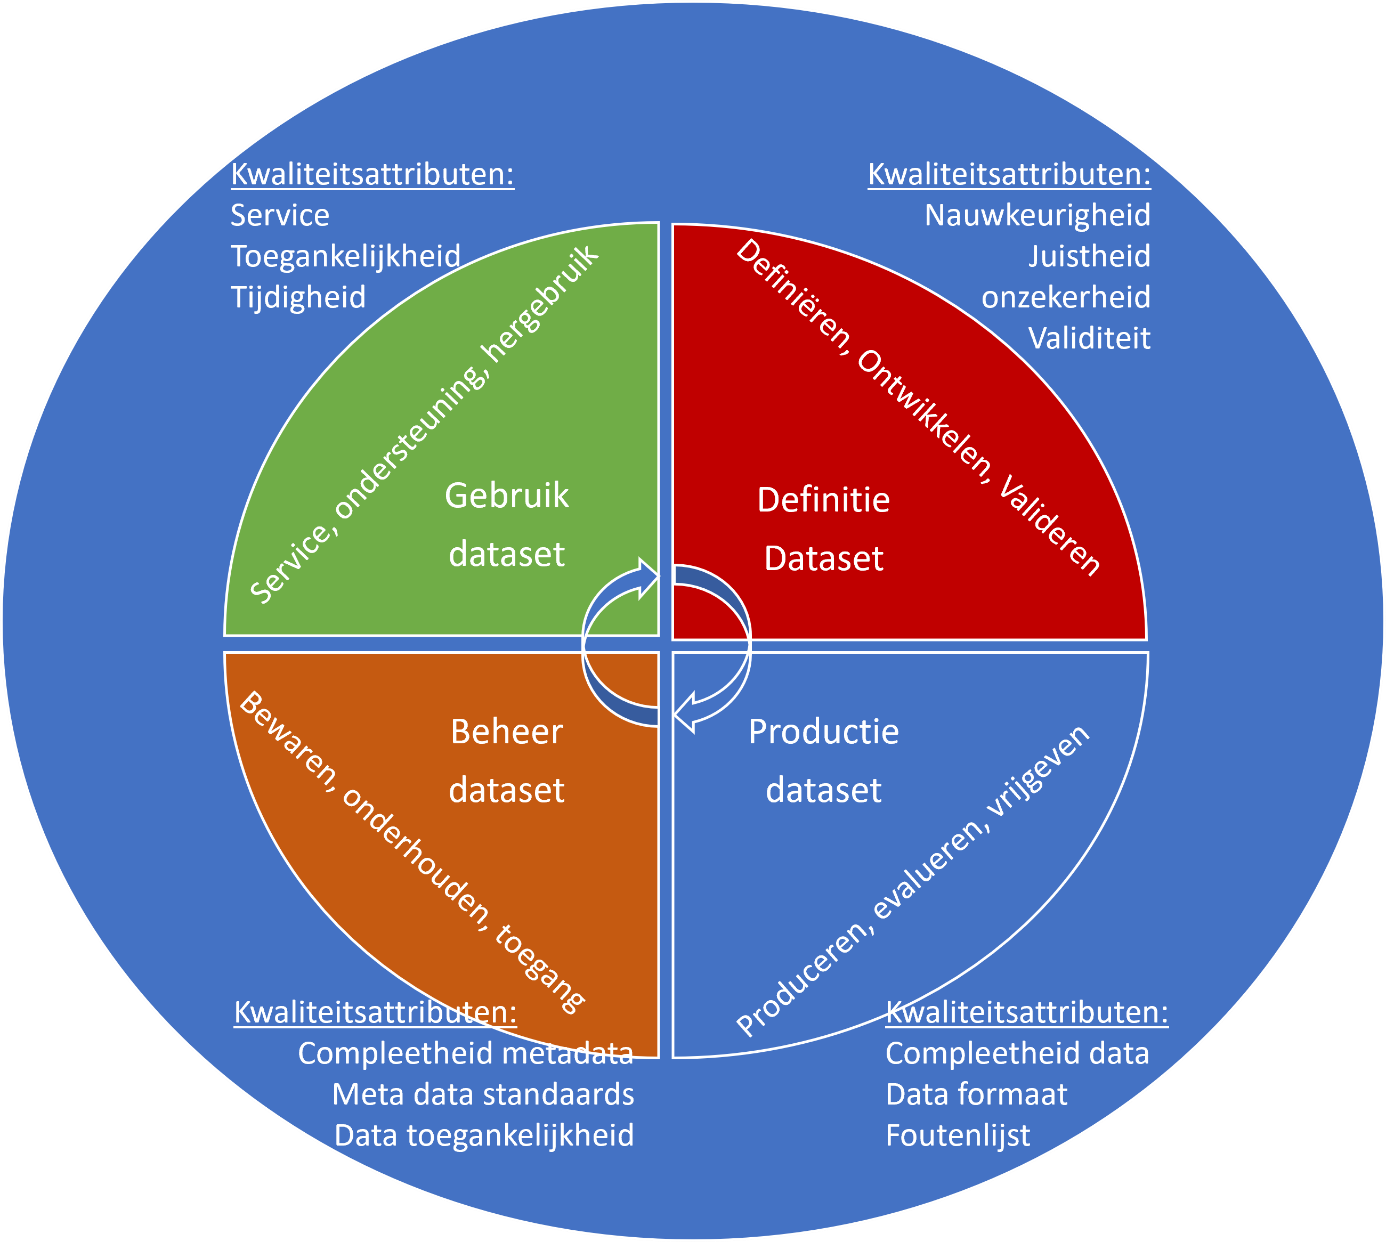 Kwaliteitsattributen:
Service
Toegankelijkheid
Tijdigheid
Kwaliteitsattributen:
Nauwkeurigheid
Juistheid
onzekerheid
Validiteit
Service, ondersteuning, hergebruik
Gebruik
dataset
Definiëren, Ontwikkelen, Valideren
Definitie
Dataset
Bewaren, onderhouden, toegang
Beheer
dataset
Produceren, evalueren, vrijgeven
Productie
dataset
Kwaliteitsattributen:
Compleetheid metadata
Meta data standaards
Data toegankelijkheid
Kwaliteitsattributen:
Compleetheid data
Data formaat
Foutenlijst